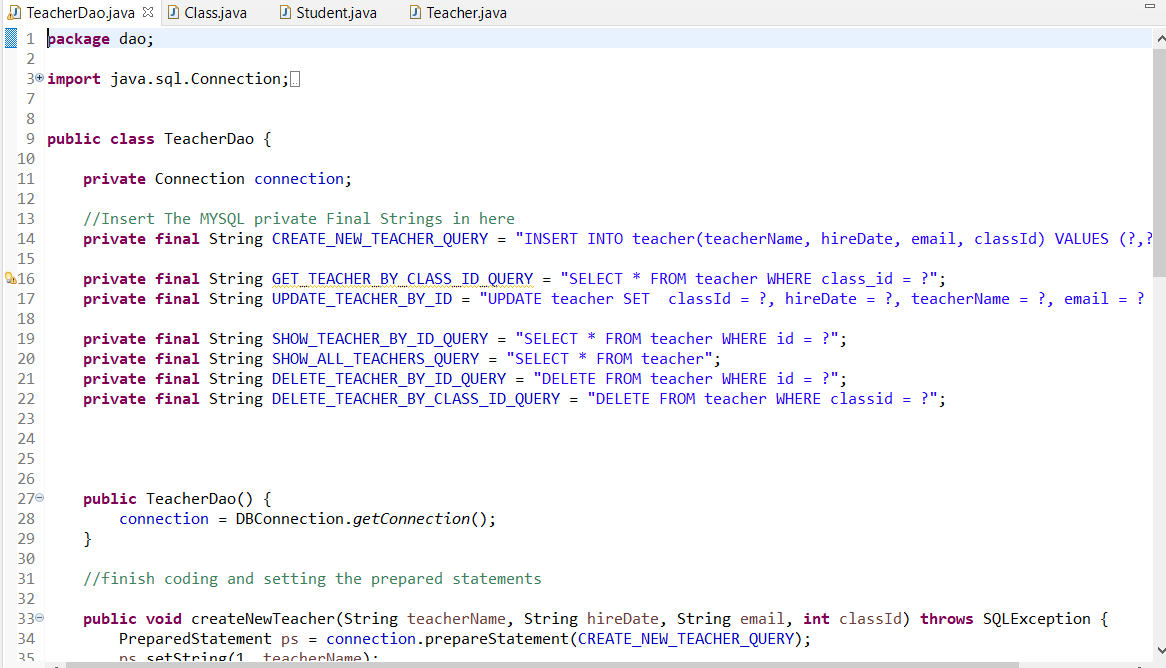 TeacherDao.java Class.java Student.java Teacher.java
1 package dao;
2
3 import java.sql.Connection;
7
8
9 public class TeacherDao {
10
11 private Connection connection;
12
13 //Insert The MYSQL private Final Strings in here
14 private final String CREATE_NEW_TEACHER_QUERY = "INSERT INTO teacher(teacherName, hireDate, email, classId) VALUES (?,?
15
16 private final String GET_TEACHER_BY_CLASS_ID_QUERY = "SELECT * FROM teacher WHERE class_id = ?";
17 private final String UPDATE_TEACHER_BY_ID = "UPDATE teacher SET  classId = ?, hireDate = ?, teacherName = ?, email = ?
18
19 private final String SHOW_TEACHER_BY_ID_QUERY = "SELECT * FROM teacher WHERE id = ?";
20 private final String SHOW_ALL_TEACHERS_QUERY = "SELECT * FROM teacher";
21 private final String DELETE_TEACHER_BY_ID_QUERY = "DELETE FROM teacher WHERE id = ?";
22 private final String DELETE_TEACHER_BY_CLASS_ID_QUERY = "DELETE FROM teacher WHERE classid = ?";
23
24
25
26
27 public TeacherDao() {
28 connection = DBConnection.getConnection();
29 }
30
31 //finish coding and setting the prepared statements
32
33 public void createNewTeacher(String teacherName, String hireDate, String email, int classId) throws SQLException {
34 PreparedStatement ps = connection.prepareStatement(CREATE_NEW_TEACHER_QUERY);
35 ps.setString(1, teacherName);